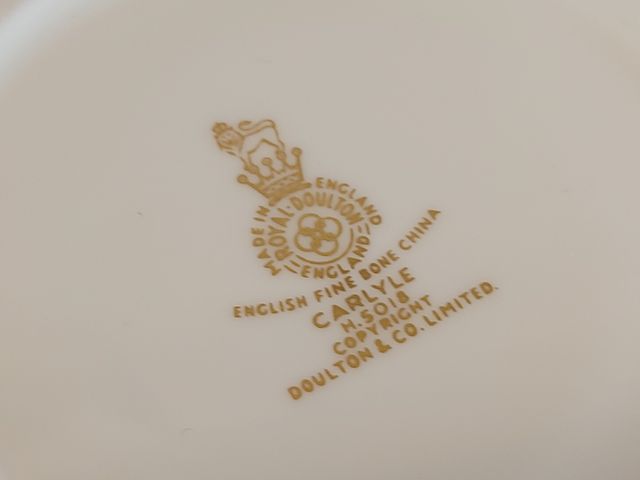 MADE IN ENGLAND
ROYAL·DOULTON
ENGLAND
ENGLISH FINE BONE CHINA
CARLYLE
H.5018
COPYRIGHT
DOULTON & CO. LIMITED.